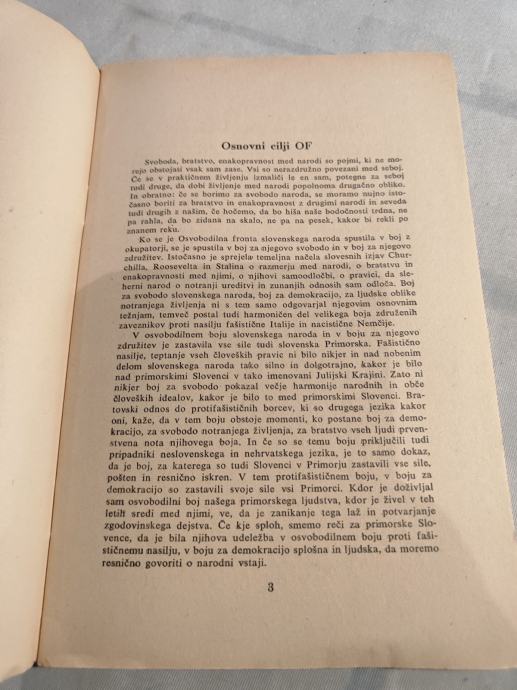 Osnovni cilji OF
Svoboda, bratstvo, enakopravnost med narodi so pojmi, ki ne mo-
rejo obstojati vsak sam zase. Vsi so nerazdružno povezani med seboj.
Če se v praktičnem življenju izmaliči le en sam, potegne za seboj
tudi druge, da dobi življenje med narodi popolnoma drugačno obliko.
In obratno: če se borimo za svobodo naroda, se moramo nujno isto-
časno boriti za bratstvo in enakopravnost z drugimi narodi in seveda
tudi drugih z našim, če hočemo, da bo hiša naše bodočnosti trdna, ne
pa rahla, da bo zidana na skalo, ne pa na pesek, kakor bi rekli po
znanem reku.
Ko se je Osvobodilna fronta slovenskega naroda spustila v boj z
okupatorji, se je spustila v boj za njegovo svobodo in v boj za njegovo
združitev. Istočasno je sprejela temeljna načela slovesnih izjav Chur-
chilla, Roosevelta in Stalina o razmerju med narodi, o bratstvu in
enakopravnosti med njimi, o njihovi samoodločbi, o pravici, da sle-
herni narod o notranji ureditvi in zunanjih odnosih sam odloča. Boj
za svobodo slovenskega naroda, boj za demokracijo, za ljudske oblike
notranjega življenja ni s tem samo odgovarjal njegovim osnovnim
težnjam, temveč postal tudi harmoničen del velikega boja združenih
zaveznikov proti nasilju fašistične Italije in nacistične Nemčije.
V osvobodilnem boju slovenskega naroda in v boju za njegovo
združitev je zastavila vse sile tudi slovenska Primorska. Fašistično
nasilje, teptanje vseh človeških pravic ni bilo nikjer in nad nobenim
delom slovenskega naroda tako silno in dolgotrajno, kakor je bilo
nad primorskimi Slovenci v tako imenovani Julijski Krajini. Zato ni
nikjer boj za svobodo pokazal večje harmonije narodnih in obče
človeških idealov, kakor je bilo to med primorskimi Slovenci. Bra-
tovski odnos do protifašističnih borcev, ki so drugega jezika kakor
oni, kaže, da v tem boju obstoje momenti, ko postane boj za demo-
kracijo, za svobodo notranjega življenja, za bratstvo vseh ljudi prven-
stvena nota njihovega boja. In če so se temu boju priključili tudi
pripadniki neslovenskega in nehrvatskega jezika, je to samo dokaz,
da je boj, za katerega so tudi Slovenci v Primorju zastavili vse sile,
pošten in resnično iskren. V tem protifašističnem boju, v boju za
demokracijo so zastavili svoje sile vsi Primorci. Kdor je doživljal
sam osvobodilni boj našega primorskega ljudstva, kdor je živel v teh
letih sredi med njimi, ve, da je zanikanje tega laž in potvarjanje
zgodovinskega dejstva. Če kje sploh, smemo reči za primorske Slo-
vence, da je bila njihova udeležba v osvobodilnem boju proti faši-
stičnemu nasilju, v boju za demokracijo splošna in ljudska, da moremo
resnično govoriti o narodni vstaji.
3